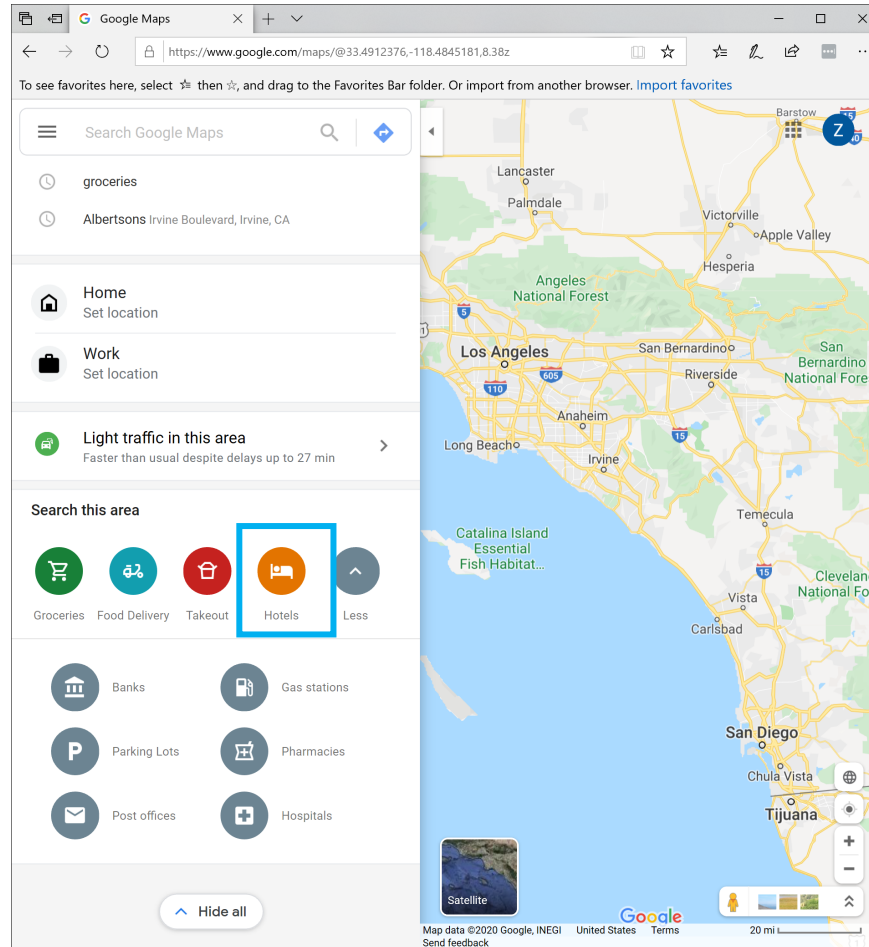 Google Maps
https://www.google.com/maps/@33.4912376,-118.4845181,8.38z
To see favorites here, select then, and drag to the Favorites Bar folder. Or import from another browser. Import favorites
Search Google Maps
groceries
Albertsons Irvine Boulevard, Irvine, CA
Home
Set location
Work
Set location
Light traffic in this area
Faster than usual despite delays up to 27 min
Search this area
Groceries Food Delivery Takeout Hotels Less
Banks Gas stations
P Parking Lots Pharmacies
Post offices Hospitals
Hide all
Barstow
15
Z
Lancaster
Palmdale
Victorville
Apple Valley
Hesperia
Angeles
National Forest
5
Los Angeles
San Bernardino
San
Bernardino
National Fore
605
Riverside
110
Anaheim
Long Beach
15
Irvine
Temecula
Catalina Island
Essential
Fish Habitat...
15
Clevelan
National Fo
Vista
Carlsbad
San Diego
Chula Vista
Tijuana
Satellite
Google
Map data ©2020 Google, INEGI United States Terms 20 mi
Send feedback